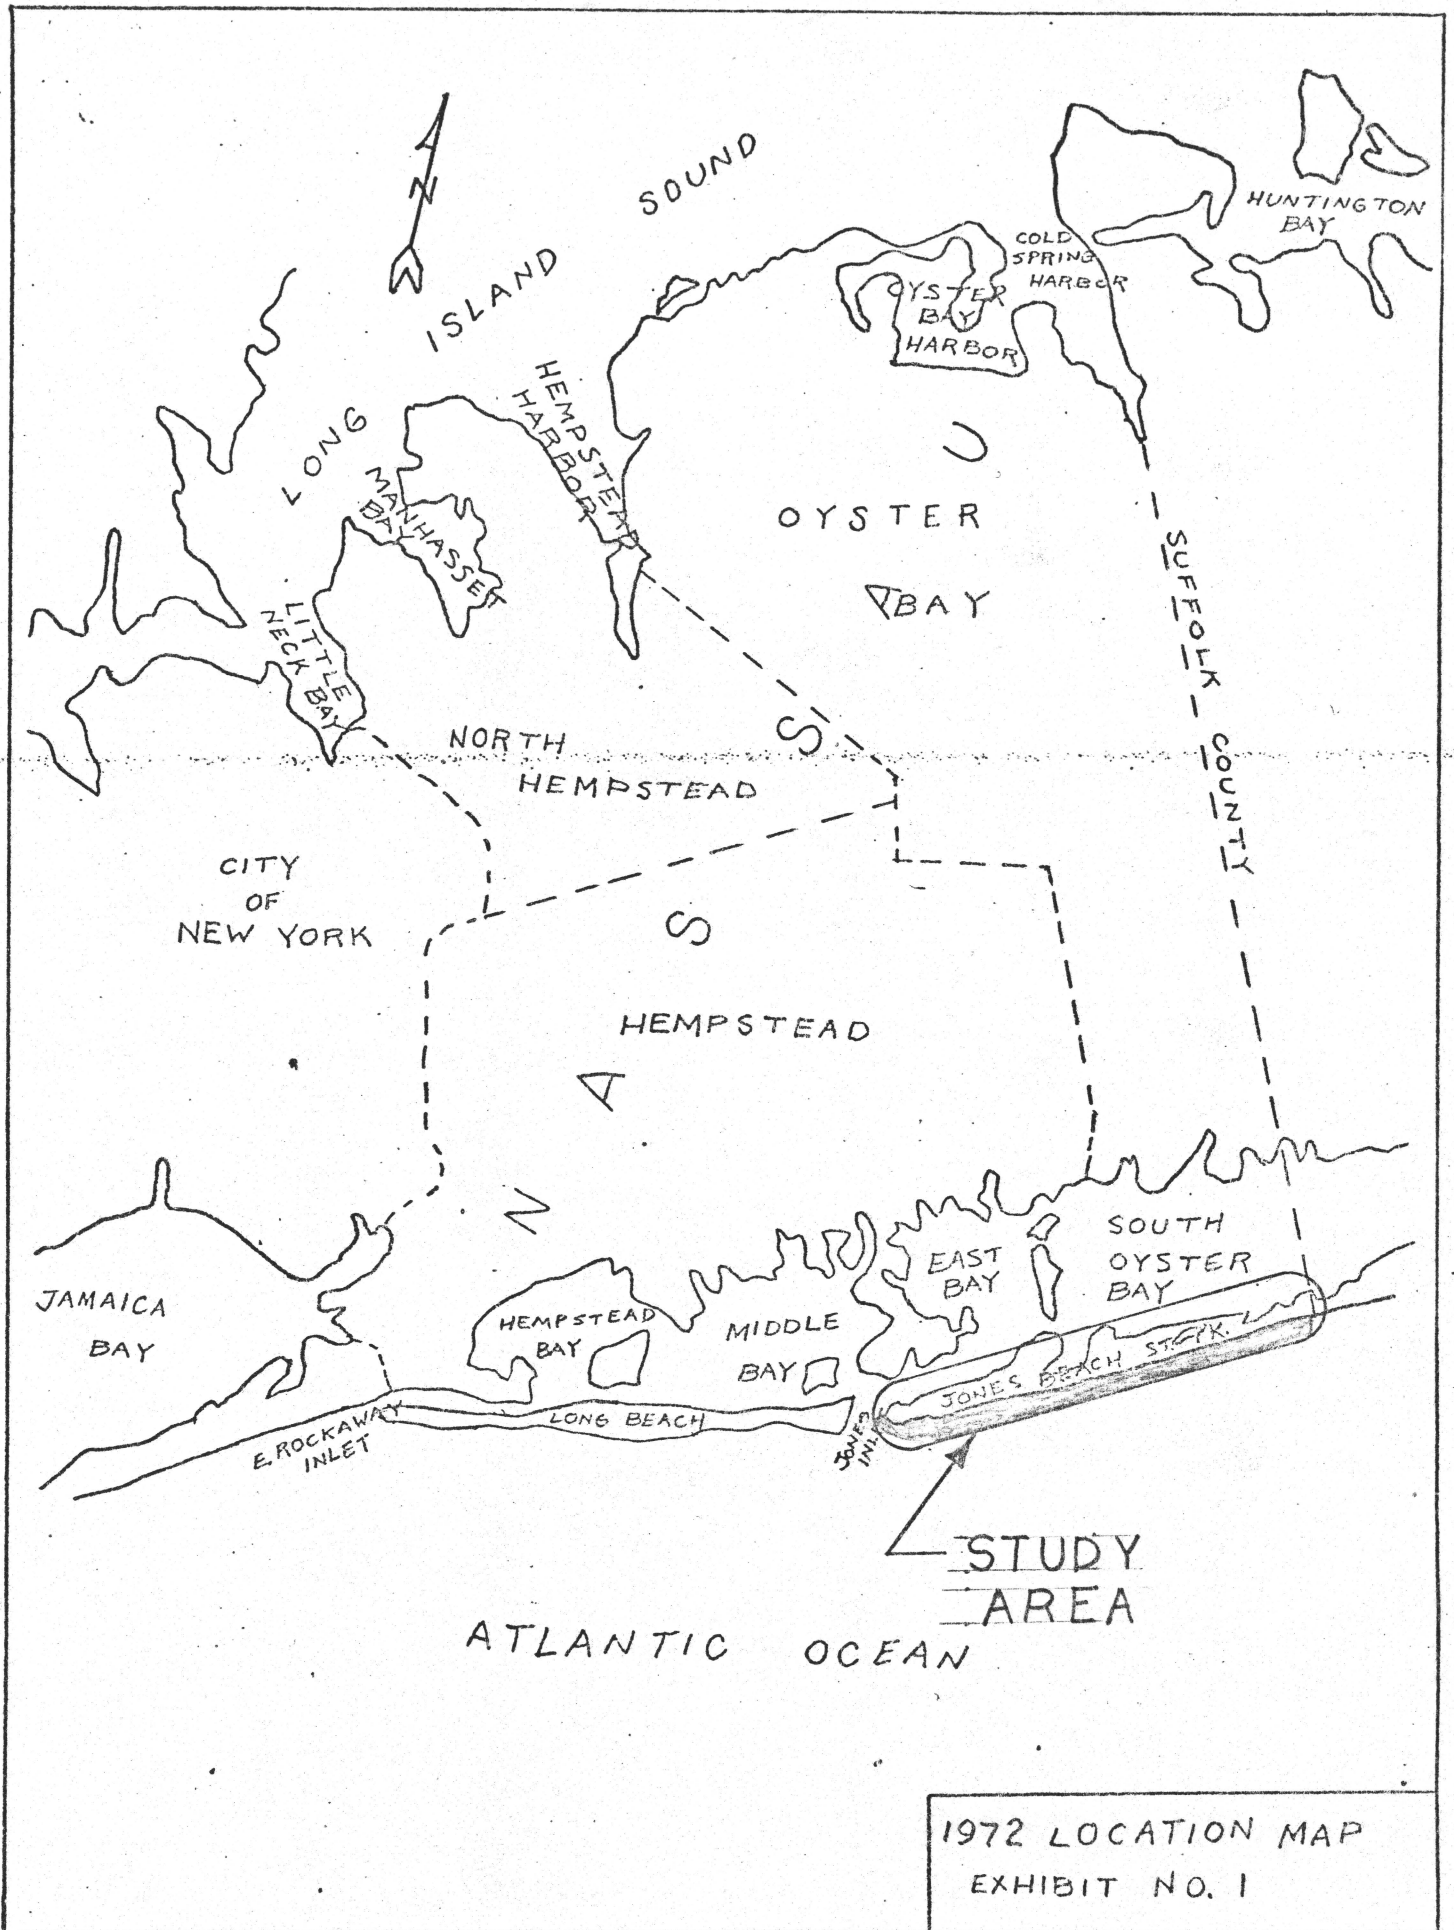 N
LONG ISLAND SOUND
HUNTINGTON
BAY
COLD
SPRING
HARBOR
OYSTER
BAY
HARBOR
HEMPSTEAD
HARBOR
MANHASSET
BAY
LITTLE
NECK BAY
OYSTER
BAY
SUFFOLK COUNTY
NORTH
HEMPSTEAD
CITY
OF
NEW YORK
HEMPSTEAD
NASSAU
JAMAICA
BAY
HEMPSTEAD
BAY
MIDDLE
BAY
EAST
BAY
SOUTH
OYSTER
BAY
JONES BEACH ST. PK.
LONG BEACH
E. ROCKAWAY
INLET
JONES
INL
STUDY
AREA
ATLANTIC OCEAN
1972 LOCATION MAP
EXHIBIT NO. 1